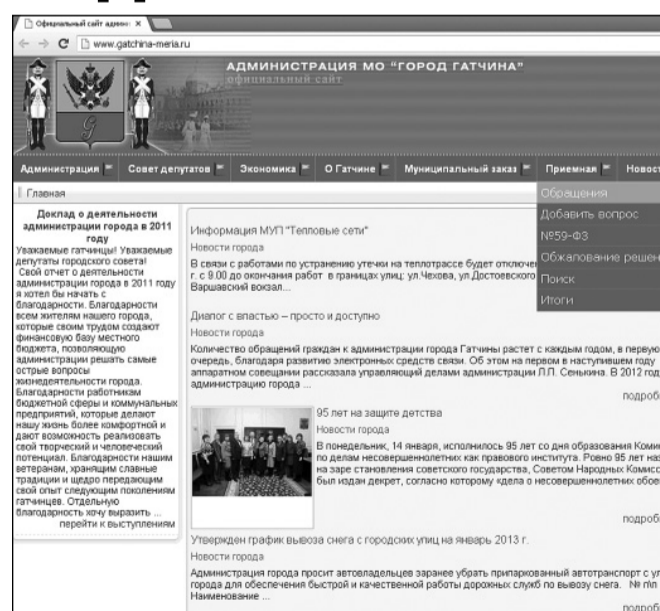 Официальный сайт админи
www.gatchina-meria.ru
АДМИНИСТРАЦИЯ МО "ГОРОД ГАТЧИНА"
официальный сайт
Администрация
Совет депутатов
Экономика
О Гатчине
Муниципальный заказ
Приемная
Новост
Главная
Обращения
Добавить вопрос
№59-ФЗ
Обжалование решен
Поиск
Итоги
Доклад о деятельности
администрации города в 2011
году
Уважаемые гатчинцы! Уважаемые
депутаты городского совета!
Свой отчет о деятельности
администрации города в 2011 году
я хотел бы начать с
благодарности. Благодарности
всем жителям нашего города,
которые своим трудом создают
финансовую базу местного
бюджета, позволяющую
администрации решать самые
острые вопросы
жизнедеятельности города.
Благодарности работникам
бюджетной сферы и коммунальных
предприятий, которые делают
нашу жизнь более комфортной и
дают возможность реализовать
свой творческий и человеческий
потенциал. Благодарности нашим
ветеранам, хранящим славные
традиции и щедро передающим
свой опыт следующим поколениям
гатчинцев. Отдельную
благодарность хочу выразить ...
перейти к выступлениям
Информация МУП "Тепловые сети"
Новости города
В связи с работами по устранению утечки на теплотрассе будет отключен
г. с 9.00 до окончания работ в границах улиц: ул.Чехова, ул.Достоевского
Варшавский вокзал...
Диалог с властью – просто и доступно
Новости города
Количество обращений граждан к администрации города Гатчины растет с каждым годом, в первую
очередь, благодаря развитию электронных средств связи. Об этом на первом в наступившем году
аппаратном совещании рассказала управляющий делами администрации Л.П. Сенькина. В 2012 год
администрацию города ...
подроб
95 лет на защите детства
Новости города
В понедельник, 14 января, исполнилось 95 лет со дня образования Коми
по делам несовершеннолетних как правового института. Ровно 95 лет наз
на заре становления советского государства, Советом Народных Комисс
был издан декрет, согласно которому «дела о несовершеннолетних обое
подроб
Утвержден график вывоза снега с городских улиц на январь 2013 г.
Новости города
Администрация города просит автовладельцев заранее убрать припаркованный автотранспорт с ул
города для обеспечения быстрой и качественной работы дорожных служб по вывозу снега. № п\п
Наименование ...
подроб